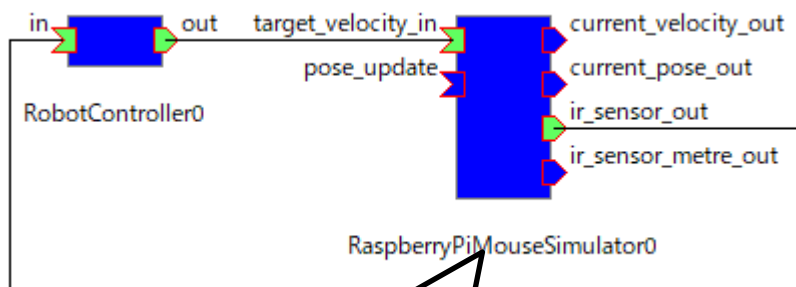 in out target_velocity_in current_velocity_out
pose_update current_pose_out
RobotController0 ir_sensor_out
ir_sensor_metre_out
RaspberryPiMouseSimulator0